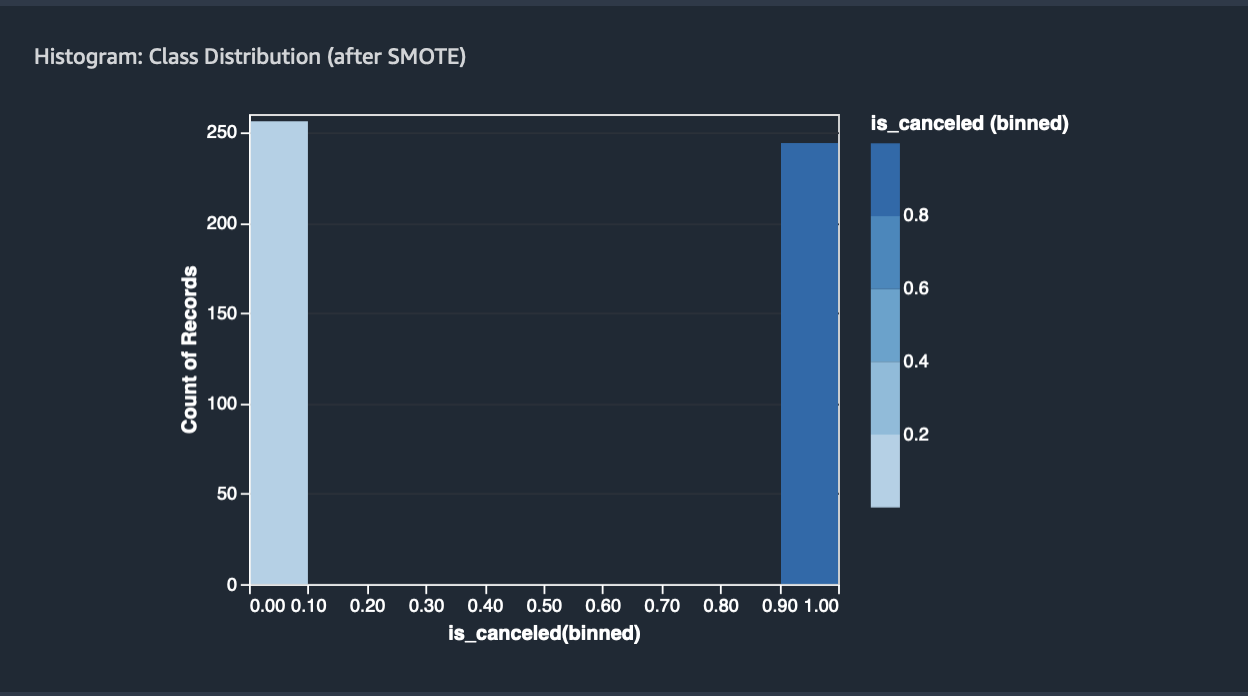 Histogram: Class Distribution (after SMOTE)
is_canceled (binned)
250
200
150
100
50
0
Count of Records
0.00 0.10 0.20 0.30 0.40 0.50 0.60 0.70 0.80 0.90 1.00
is_canceled(binned)
0.8
0.6
0.4
0.2